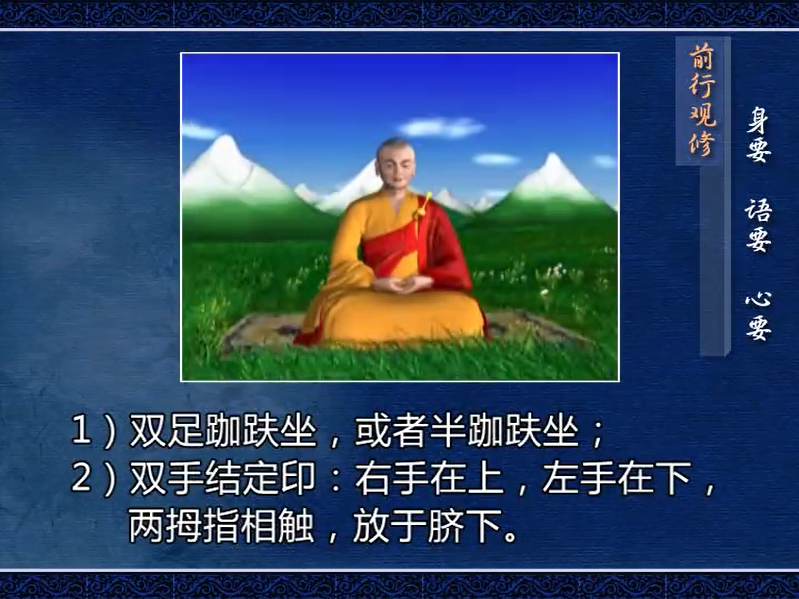 前行观修
身要 语要 心要
1）双足跏趺坐，或者半跏趺坐；
2）双手结定印：右手在上，左手在下，
两拇指相触，放于脐下。